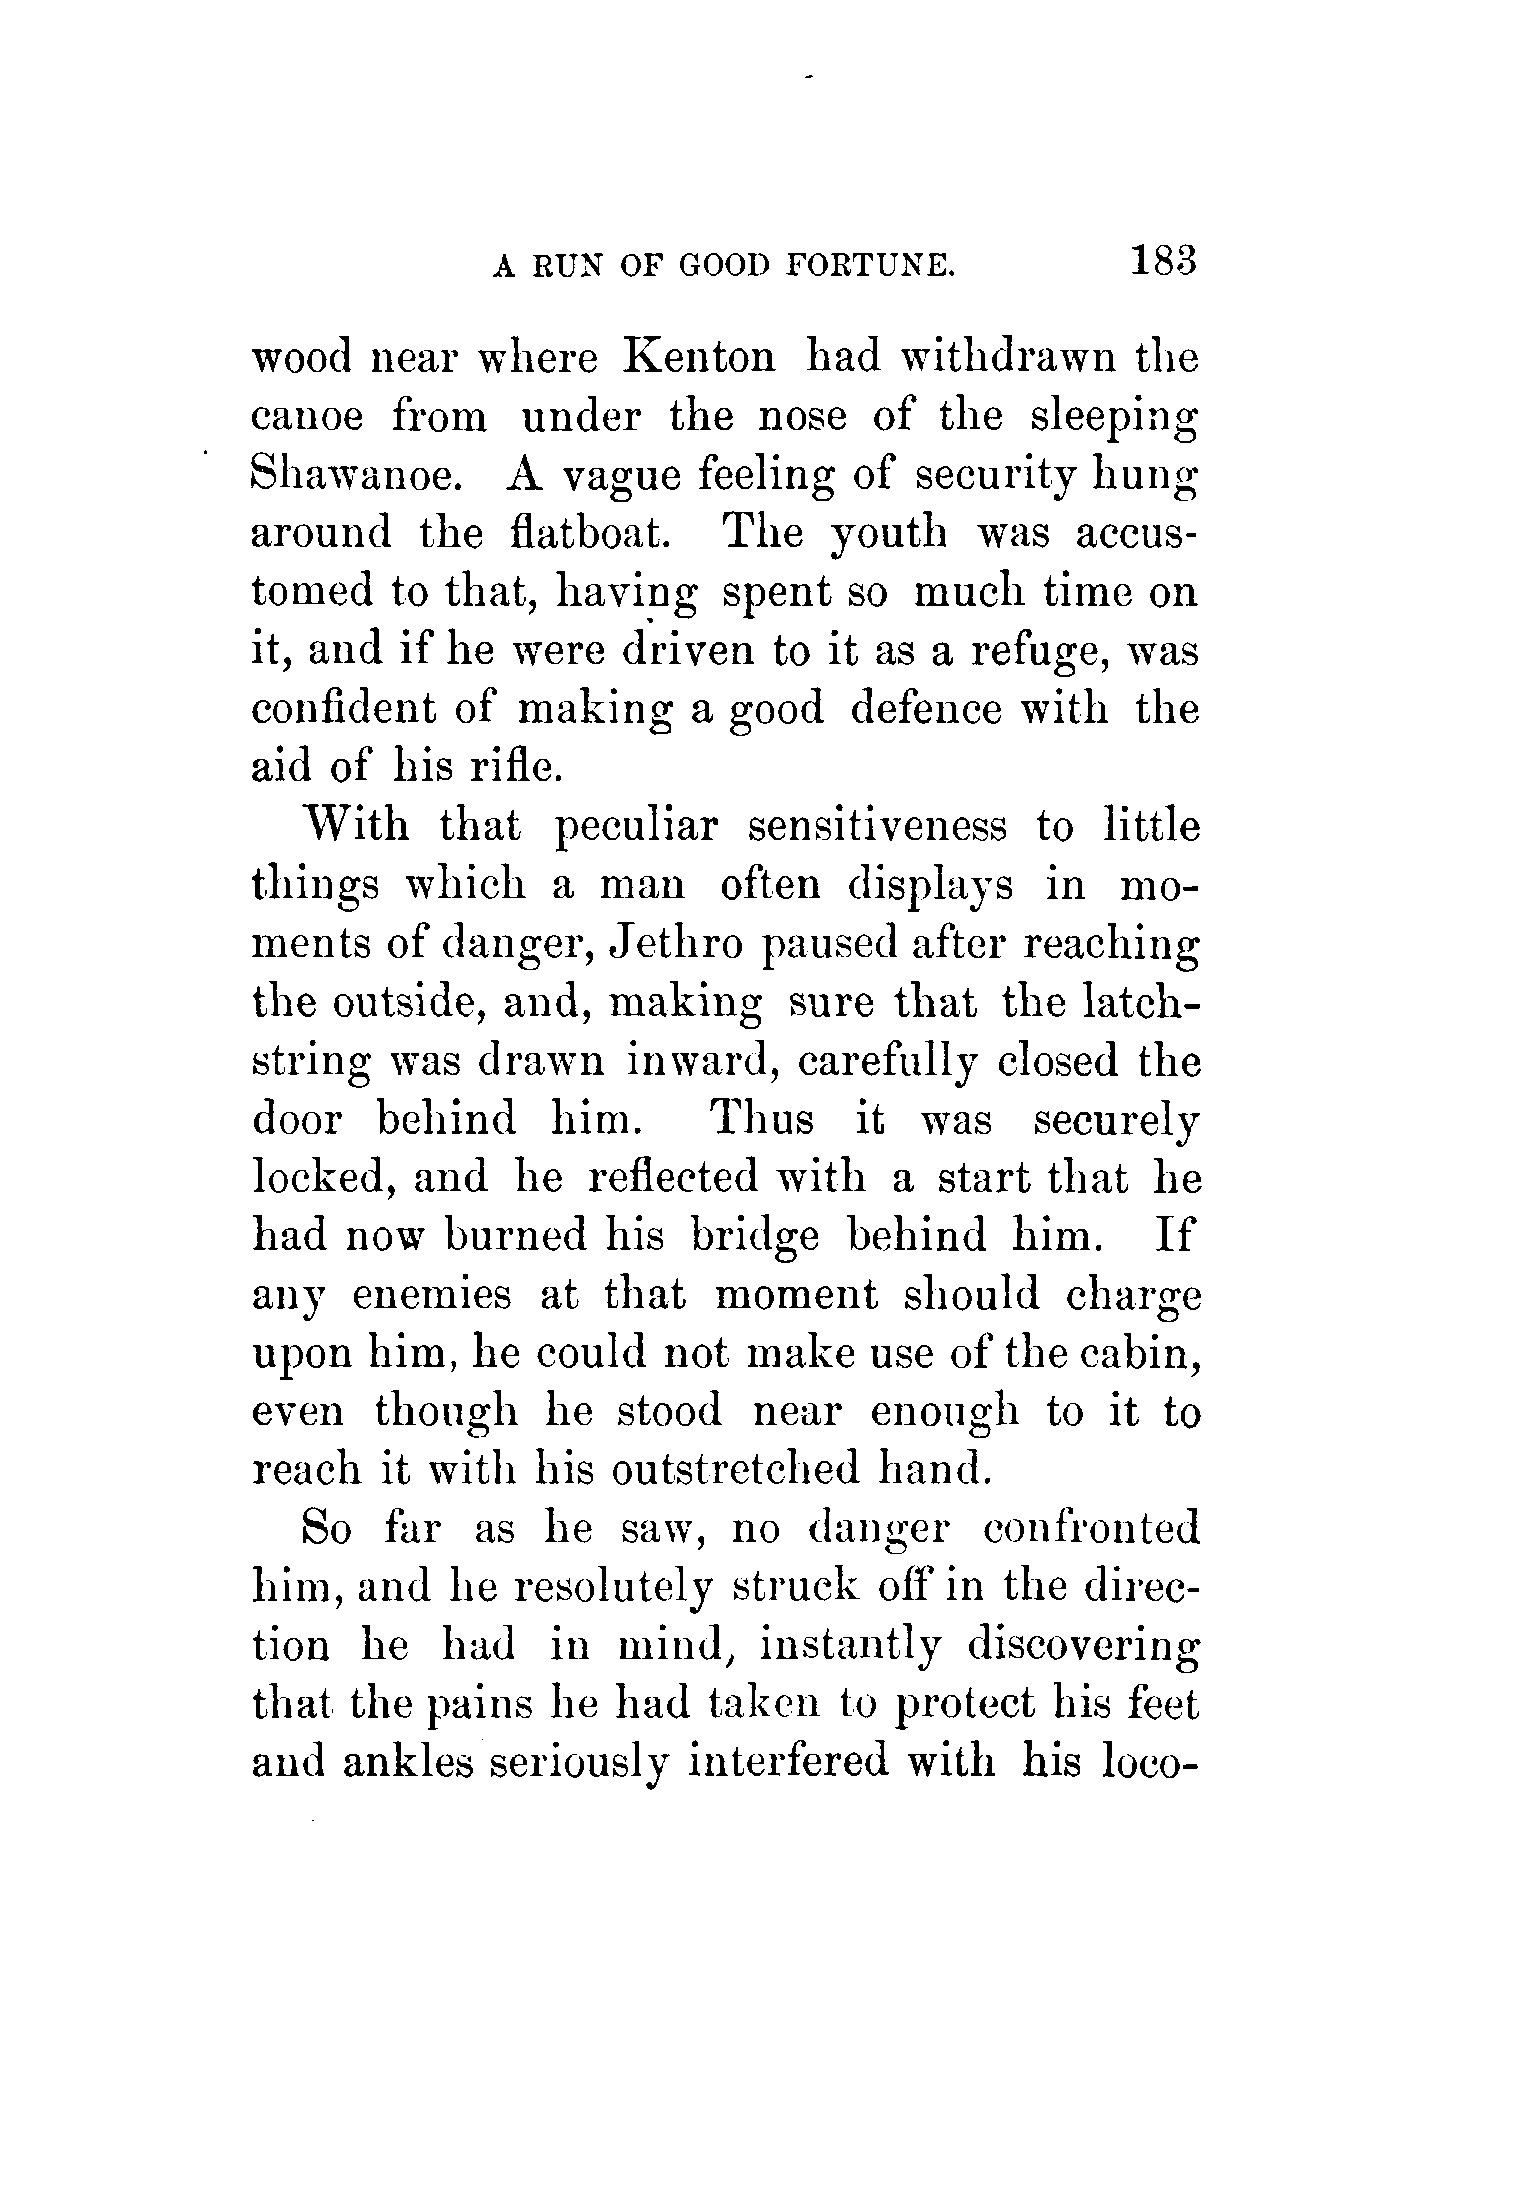 A RUN OF GOOD FORTUNE. 183
wood near where Kenton had withdrawn the
canoe from under the nose of the sleeping
Shawanoe. A vague feeling of security hung
around the flatboat. The youth was accus-
tomed to that, having spent so much time on
it, and if he were driven to it as a refuge, was
confident of making a good defence with the
aid of his rifle.
With that peculiar sensitiveness to little
things which a man often displays in mo-
ments of danger, Jethro paused after reaching
the outside, and, making sure that the latch-
string was drawn inward, carefully closed the
door behind him. Thus it was securely
locked, and he reflected with a start that he
had now burned his bridge behind him. If
any enemies at that moment should charge
upon him, he could not make use of the cabin,
even though he stood near enough to it to
reach it with his outstretched hand.
So far as he saw, no danger confronted
him, and he resolutely struck off in the direc-
tion he had in mind, instantly discovering
that the pains he had taken to protect his feet
and ankles seriously interfered with his loco-